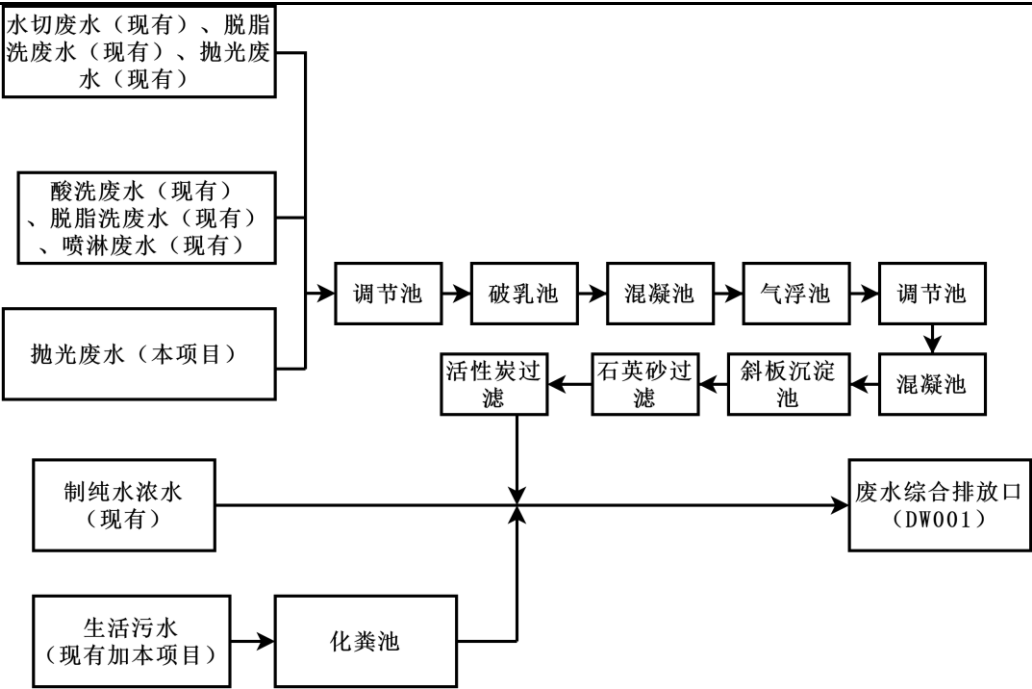 水切废水（现有）、脱脂
洗废水（现有）、抛光废
水（现有）
酸洗废水（现有）
、脱脂洗废水（现有）
、喷淋废水（现有）
抛光废水（本项目）
调节池
破乳池
混凝池
气浮池
调节池
活性炭过
滤
石英砂过
滤
斜板沉淀
池
混凝池
制纯水浓水
（现有）
废水综合排放口
（DW001）
生活污水
（现有加本项目）
化粪池